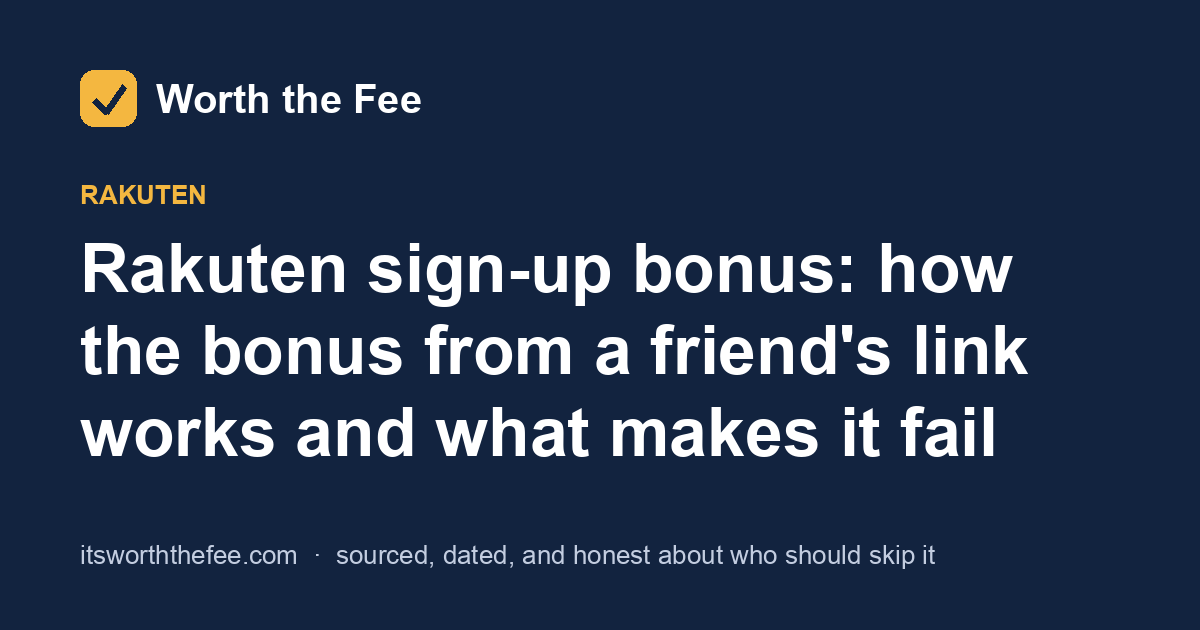 Worth the Fee
RAKUTEN
Rakuten sign-up bonus: how
the bonus from a friend's link
works and what makes it fail
itsworththefee.com · sourced, dated, and honest about who should skip it